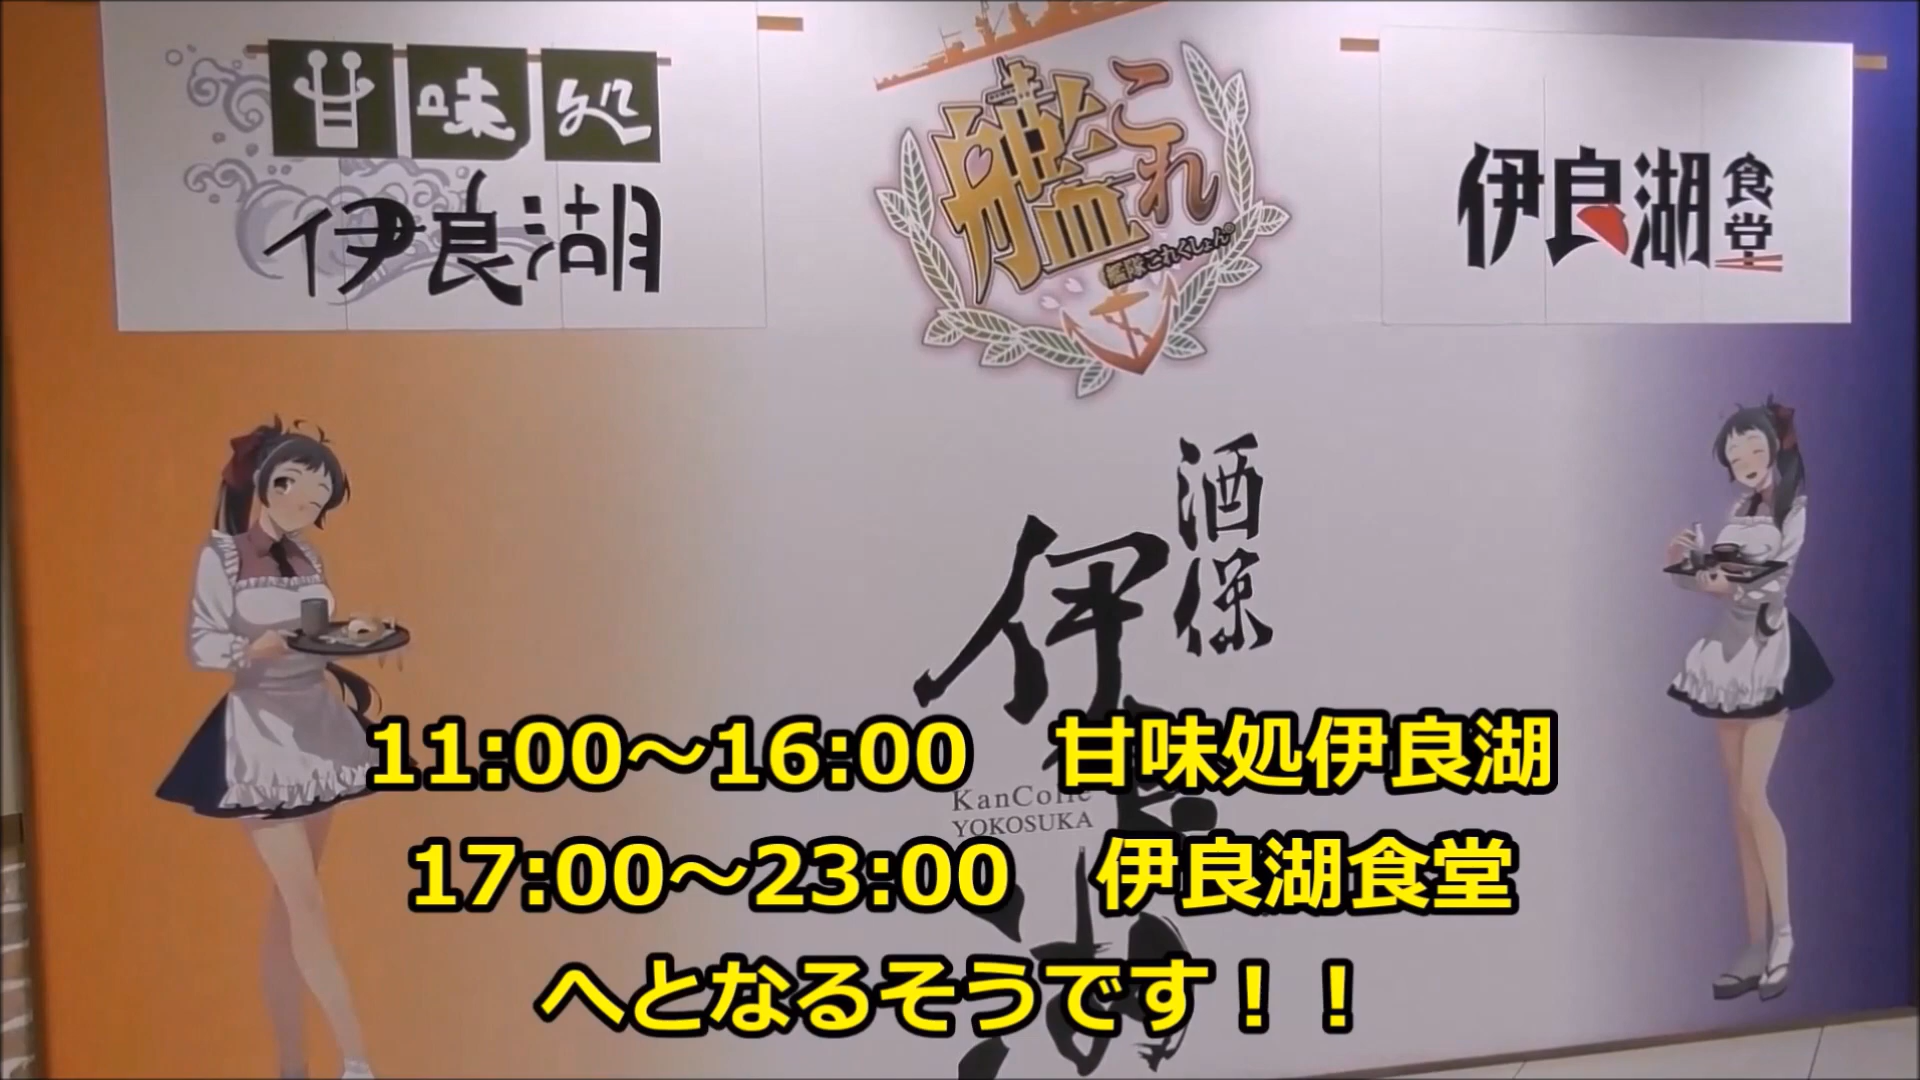 甘味処
伊良湖
艦これ
艦隊これくしょん
伊良湖食堂
酒保
伊良湖
KanColle
YOKOSUKA
11:00～16:00　甘味処伊良湖
17:00～23:00　伊良湖食堂
へとなるそうです！！